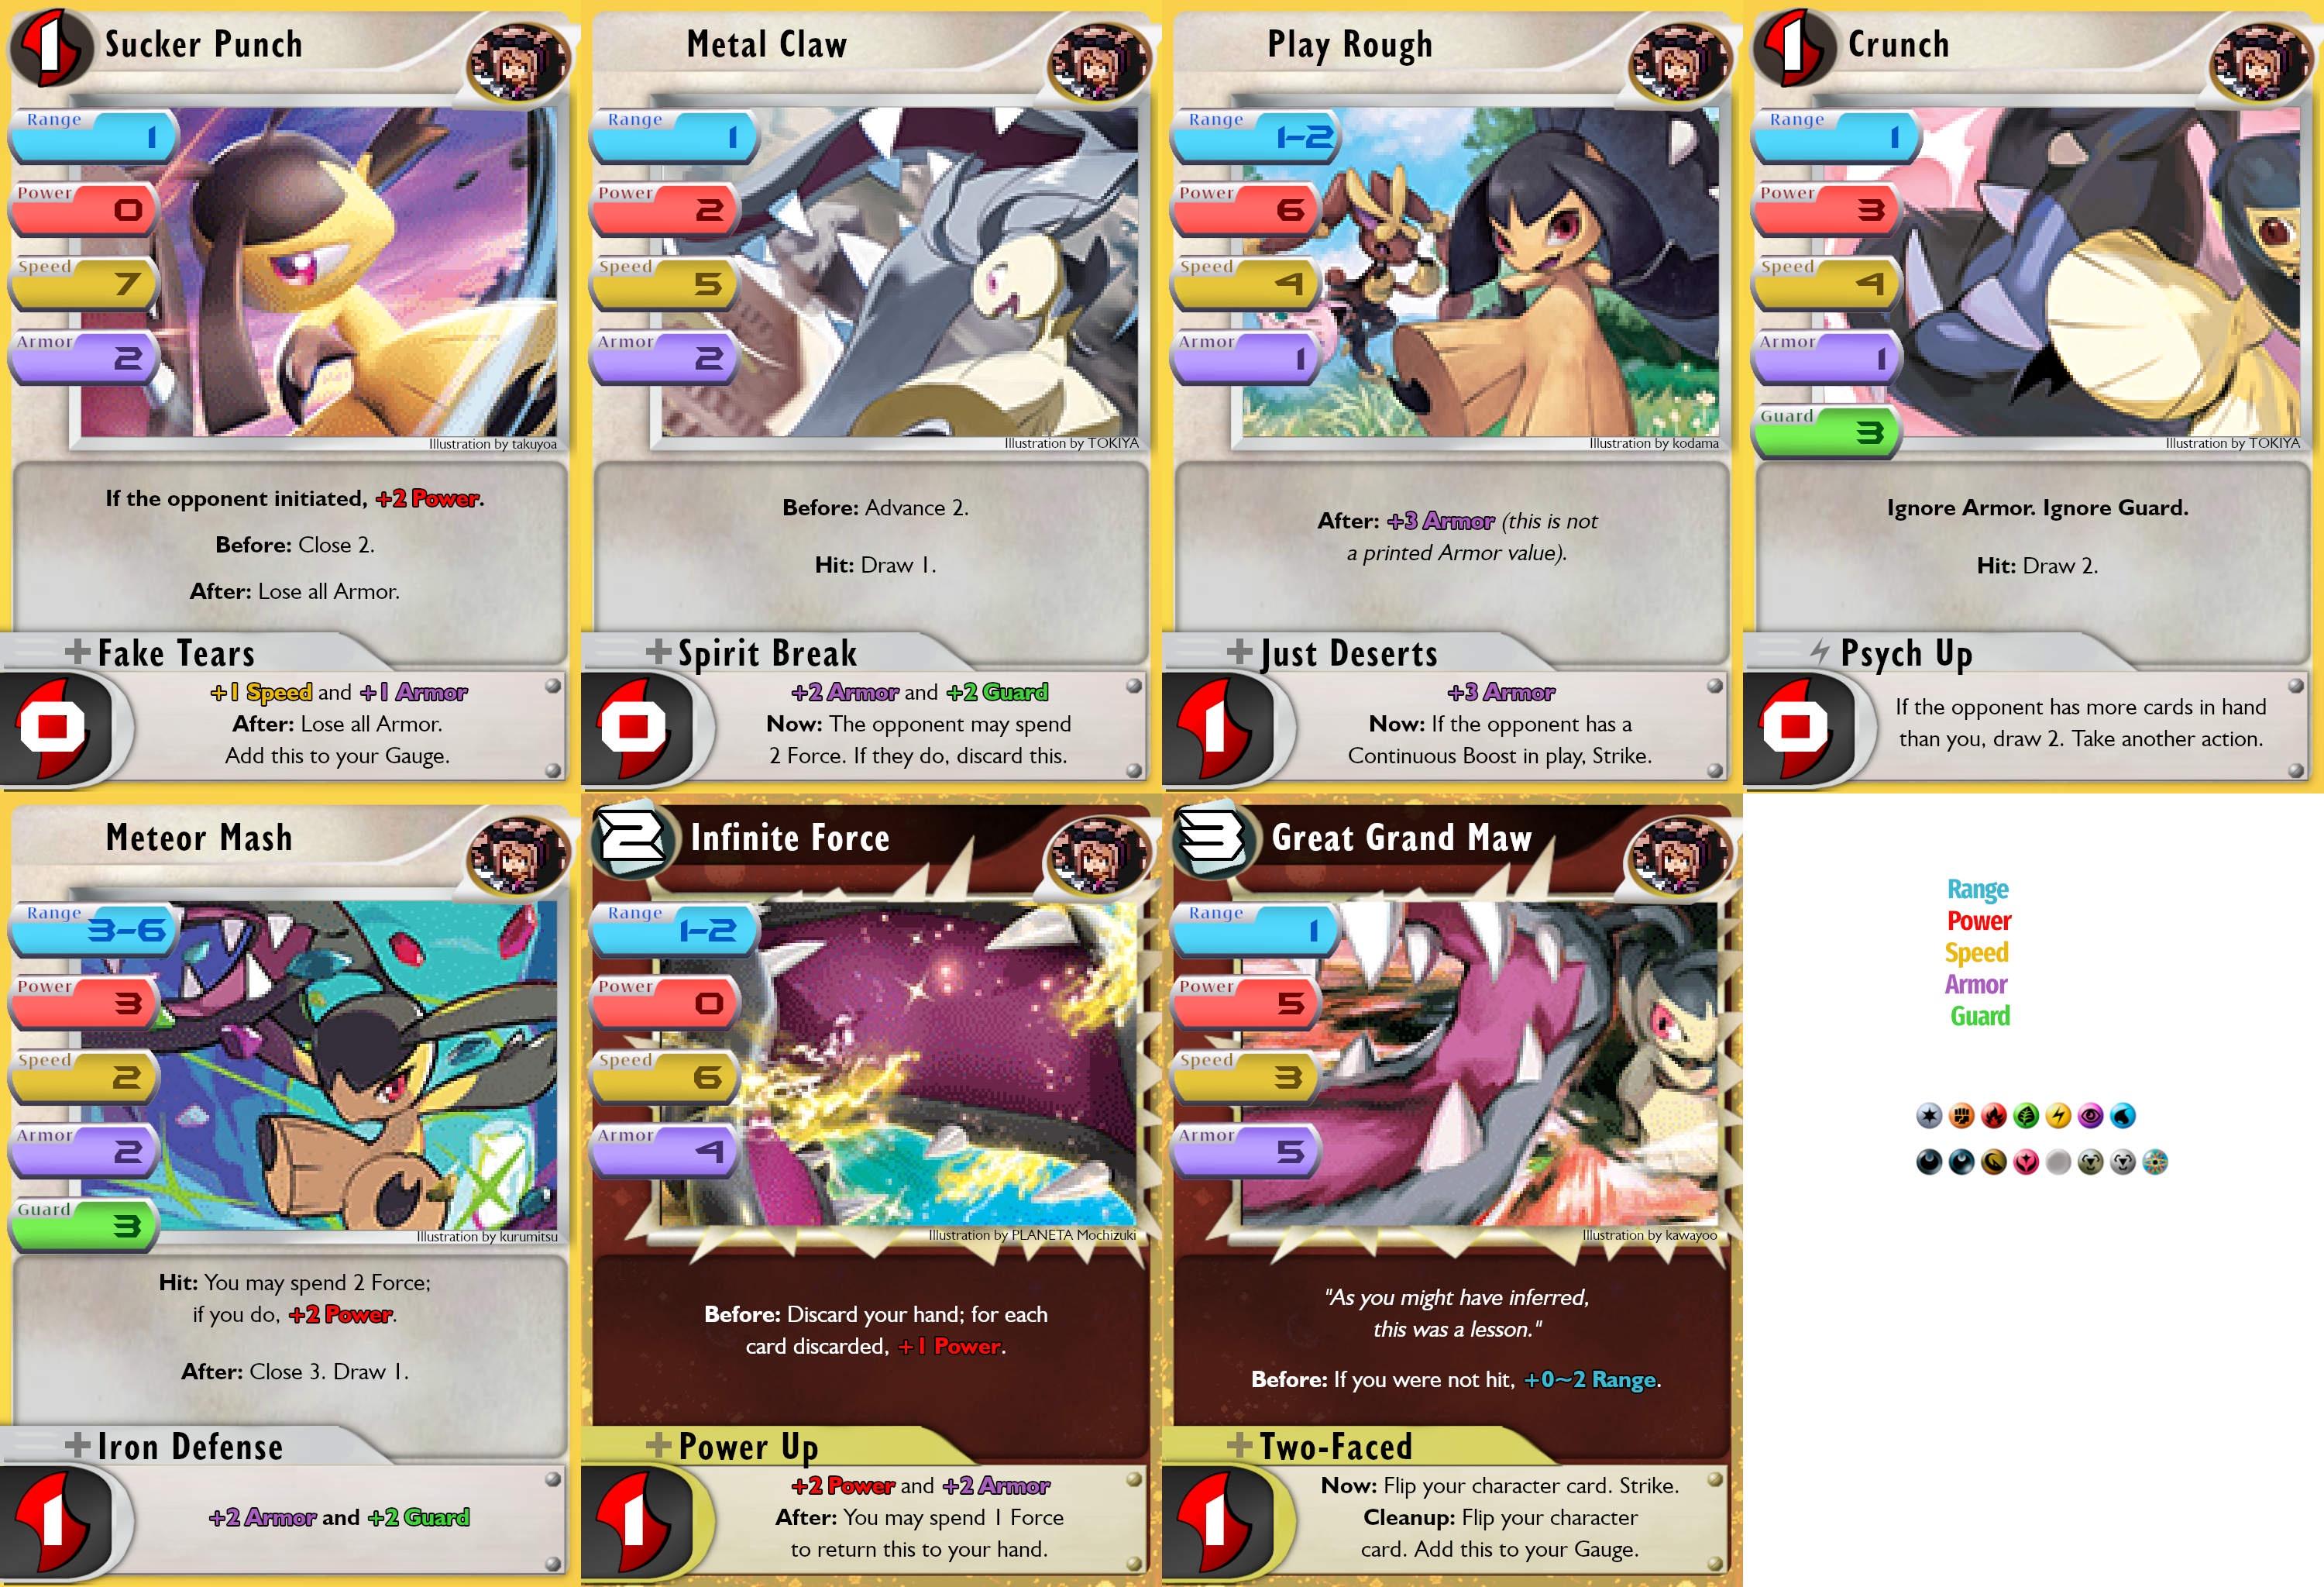 1
Sucker Punch
Range
1
Power
0
Speed
7
Armor
2
Illustration by takuyoa
If the opponent initiated, +2 Power.
Before: Close 2.
After: Lose all Armor.
+ Fake Tears
0
+1 Speed and +1 Armor
After: Lose all Armor.
Add this to your Gauge.
Metal Claw
Range
1
Power
2
Speed
5
Armor
2
Illustration by TOKIYA
Before: Advance 2.
Hit: Draw 1.
+ Spirit Break
0
+2 Armor and +2 Guard
Now: The opponent may spend
2 Force. If they do, discard this.
Play Rough
Range
1-2
Power
6
Speed
4
Armor
1
Illustration by kodama
After: +3 Armor (this is not
a printed Armor value).
+ Just Deserts
1
+3 Armor
Now: If the opponent has a
Continuous Boost in play, Strike.
1
Crunch
Range
1
Power
3
Speed
4
Armor
1
Guard
3
Illustration by TOKIYA
Ignore Armor. Ignore Guard.
Hit: Draw 2.
Psych Up
0
If the opponent has more cards in hand
than you, draw 2. Take another action.
Meteor Mash
Range
3-6
Power
3
Speed
2
Armor
2
Guard
3
Illustration by kurumitsu
Hit: You may spend 2 Force;
if you do, +2 Power.
After: Close 3. Draw 1.
+ Iron Defense
1
+2 Armor and +2 Guard
2
Infinite Force
Range
1-2
Power
0
Speed
6
Armor
4
Illustration by PLANETA Mochizuki
Before: Discard your hand; for each
card discarded, +1 Power.
+ Power Up
1
+2 Power and +2 Armor
After: You may spend 1 Force
to return this to your hand.
3
Great Grand Maw
Range
1
Power
5
Speed
3
Armor
5
Illustration by kawayoo
"As you might have inferred,
this was a lesson."
Before: If you were not hit, +0~2 Range.
+ Two-Faced
1
Now: Flip your character card. Strike.
Cleanup: Flip your character
card. Add this to your Gauge.
Range
Power
Speed
Armor
Guard